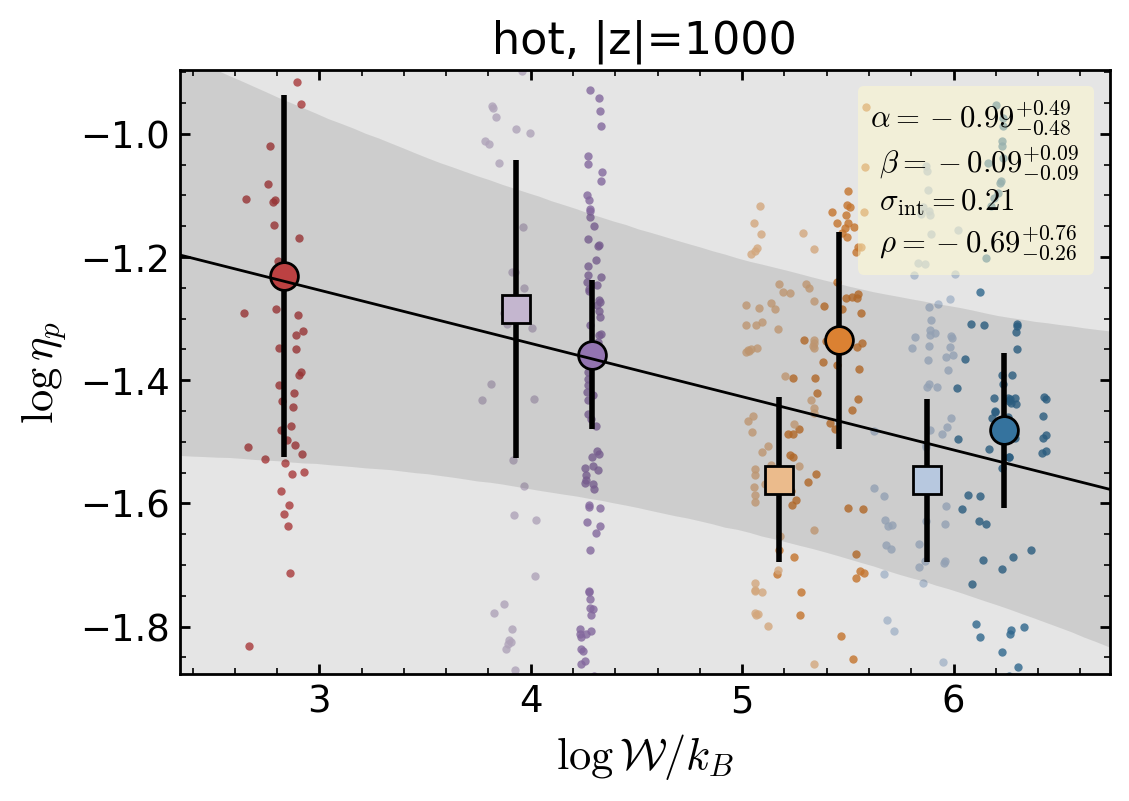 hot, |z|=1000
α = − 0.99 +0.49 −0.48
β = − 0.09 +0.09 −0.09
σint = 0.21
ρ = − 0.69 +0.76 −0.26
log ηp
−1.0
−1.2
−1.4
−1.6
−1.8
3 4 5 6
log 𝒲/kB